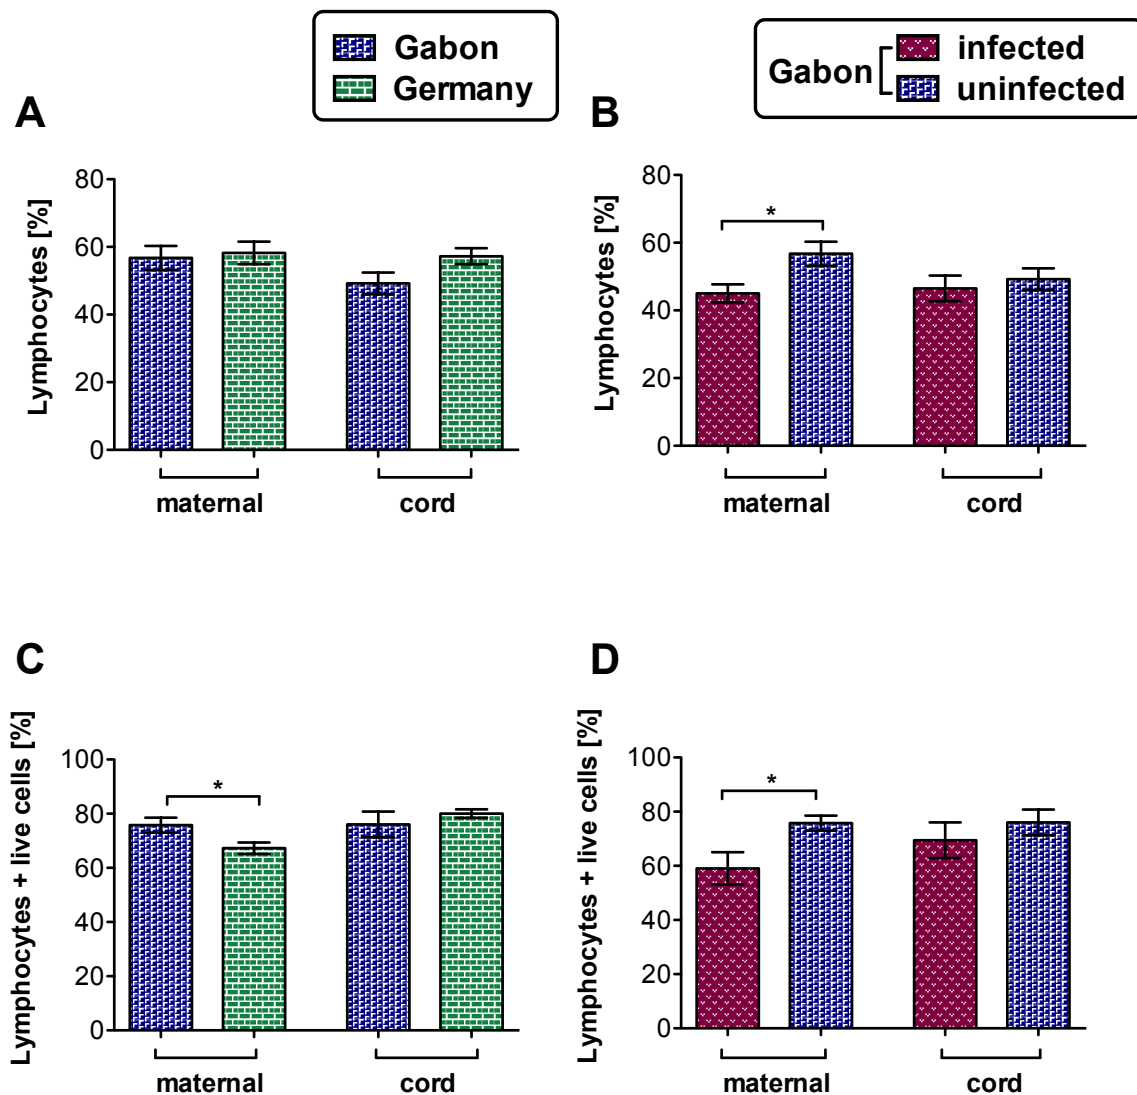 Gabon
Germany
Gabon
infected
uninfected
A
Lymphocytes [%]
80
60
40
20
0
maternal
cord
B
Lymphocytes [%]
80
60
40
20
0
*
maternal
cord
C
Lymphocytes + live cells [%]
100
80
60
40
20
0
*
maternal
cord
D
Lymphocytes + live cells [%]
100
80
60
40
20
0
*
maternal
cord